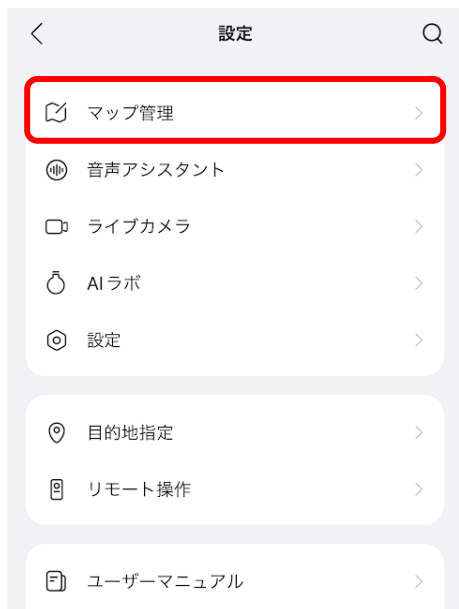 設定
マップ管理
音声アシスタント
ライブカメラ
AIラボ
設定
目的地指定
リモート操作
ユーザーマニュアル